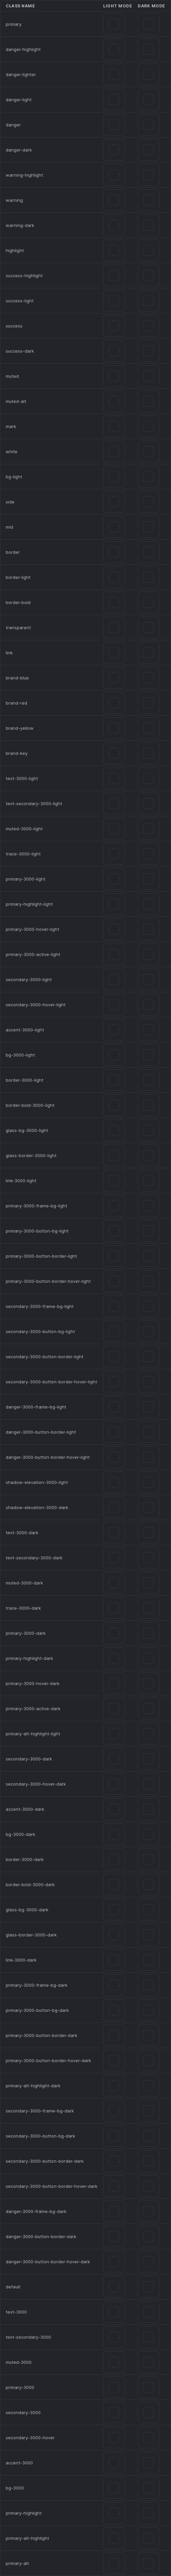 CLASS NAME LIGHT MODE DARK MODE
primary
danger-highlight
danger-lighter
danger-light
danger
danger-dark
warning-highlight
warning
warning-dark
highlight
success-highlight
success-light
success
success-dark
muted
muted-alt
mark
white
bg-light
side
mid
border
border-light
border-bold
transparent
link
brand-blue
brand-red
brand-yellow
brand-key
text-3000-light
text-secondary-3000-light
muted-3000-light
trace-3000-light
primary-3000-light
primary-highlight-light
primary-3000-hover-light
primary-3000-active-light
secondary-3000-light
secondary-3000-hover-light
accent-3000-light
bg-3000-light
border-3000-light
border-bold-3000-light
glass-bg-3000-light
glass-border-3000-light
link-3000-light
primary-3000-frame-bg-light
primary-3000-button-bg-light
primary-3000-button-border-light
primary-3000-button-border-hover-light
secondary-3000-frame-bg-light
secondary-3000-button-bg-light
secondary-3000-button-border-light
secondary-3000-button-border-hover-light
danger-3000-frame-bg-light
danger-3000-button-border-light
danger-3000-button-border-hover-light
shadow-elevation-3000-light
shadow-elevation-3000-dark
text-3000-dark
text-secondary-3000-dark
muted-3000-dark
trace-3000-dark
primary-3000-dark
primary-highlight-dark
primary-3000-hover-dark
primary-3000-active-dark
primary-alt-highlight-light
secondary-3000-dark
secondary-3000-hover-dark
accent-3000-dark
bg-3000-dark
border-3000-dark
border-bold-3000-dark
glass-bg-3000-dark
glass-border-3000-dark
link-3000-dark
primary-3000-frame-bg-dark
primary-3000-button-bg-dark
primary-3000-button-border-dark
primary-3000-button-border-hover-dark
primary-alt-highlight-dark
secondary-3000-frame-bg-dark
secondary-3000-button-bg-dark
secondary-3000-button-border-dark
secondary-3000-button-border-hover-dark
danger-3000-frame-bg-dark
danger-3000-button-border-dark
danger-3000-button-border-hover-dark
default
text-3000
text-secondary-3000
muted-3000
primary-3000
secondary-3000
secondary-3000-hover
accent-3000
bg-3000
primary-highlight
primary-alt-highlight
primary-alt